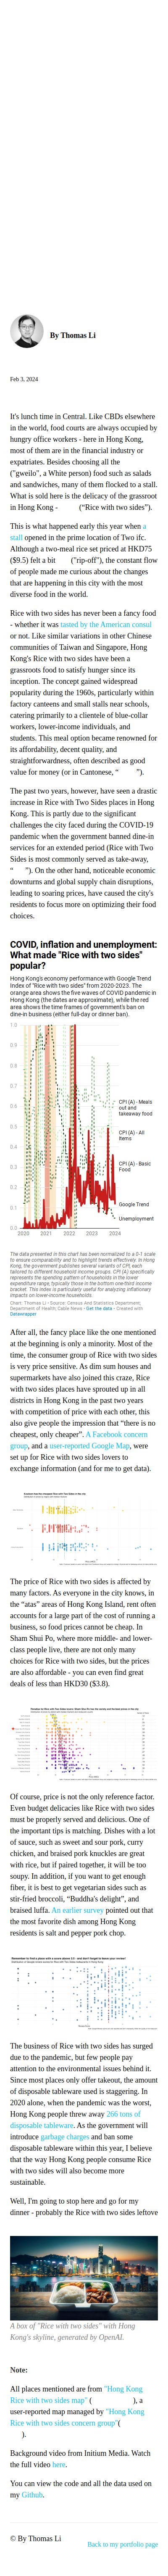 By Thomas Li
Feb 3, 2024
It's lunch time in Central. Like CBDs elsewhere
in the world, food courts are always occupied by
hungry office workers - here in Hong Kong,
most of them are in the financial industry or
expatriates. Besides choosing all the
("gweilo", a White person) food such as salads
and sandwiches, many of them flocked to a stall.
What is sold here is the delicacy of the grassroots
in Hong Kong - (“Rice with two sides”).
This is what happened early this year when a
stall opened in the prime location of Two ifc.
Although a two-meal rice set priced at HKD75
($9.5) is a bit ("rip-off"), the constant flow
of people made me curious about the changes
that are happening in this city with the most
diverse food in the world.
Rice with two sides has never been a fancy food
- whether it was tasted by the American consul
or not. Like similar variations in other Chinese
communities of Taiwan and Singapore, Hong
Kong's Rice with two sides have been a
grassroots food to satisfy hunger since its
inception. The concept gained widespread
popularity during the 1960s, particularly within
factory canteens and small stalls near schools,
catering primarily to a clientele of blue-collar
workers, lower-income individuals, and
students. This meal option became renowned for
its affordability, decent quality, and
straightforwardness, often described as good
value for money (or in Cantonese, “ ”).
The past two years, however, have seen a drastic
increase in Rice with Two Sides places in Hong
Kong. This is partly due to the significant
challenges the city faced during the COVID-19
pandemic, when the government banned dine-in
services for an extended period (Rice with Two
Sides is most commonly served as take-away,
“ ”). On the other hand, notable economic
downturns and global supply chain disruptions,
leading to soaring prices, have caused the city's
residents to focus more on optimizing their food
choices.
COVID, inflation and unemployment:
What made "Rice with two sides"
popular?
Hong Kong's economy performance with Google Trend
Index of "Rice with two sides" from 2020-2023. The
orange band shows the five waves of COVID pandemic in
Hong Kong (the dates are approximate), while the red
area shows the time frames of government's ban on
dine-in business (either full-day or dinner ban).
1.0
0.9
CPI (A) - Meals
out and
takeaway food
CPI (A) - All
Items
CPI (A) - Basic
Food
0.8
0.7
0.6
0.5
0.4
0.3
0.2
0.1
0.0
Google Trend
Unemployment
2020 2021 2022 2023 2024
The data presented in the chart has been normalized to a 0-1 scale
to ensure comparability and to highlight trends effectively. In Hong
Kong, the government publishes several variants of CPI, each
tailored to different household income groups. CPI (A) specifically
represents the spending pattern of households in the lower
expenditure range, typically those in the bottom one-third income
bracket. This index is particularly useful for analyzing inflationary
impacts on lower-income households.
Chart: Thomas Li • Source: Census And Statistics Department,
Department of Health, Cable News • Get the data • Created with
Datawrapper
After all, the fancy place like the one mentioned
at the beginning is only a minority. Most of the
time, the consumer group of Rice with two sides
is very price sensitive. As dim sum houses and
supermarkets have also joined this craze, Rice
with two sides places have sprouted up in all
districts in Hong Kong in the past two years
with competition of price with each other, this
also give people the impression that “there is no
cheapest, only cheaper”. A Facebook concern
group, and a user-reported Google Map, were
set up for Rice with two sides lovers to
exchange information (and for me to get data).
The price of Rice with two sides is affected by
many factors. As everyone in the city knows, in
the “atas” areas of Hong Kong Island, rent often
accounts for a large part of the cost of running a
business, so food prices cannot be cheap. In
Sham Shui Po, where more middle- and lower-
class people live, there are not only many
choices for Rice with two sides, but the prices
are also affordable - you can even find great
deals of less than HKD30 ($3.8).
Of course, price is not the only reference factor.
Even budget delicacies like Rice with two sides
must be properly served and delicious. One of
the important tips is matching. Dishes with a lot
of sauce, such as sweet and sour pork, curry
chicken, and braised pork knuckles are great
with rice, but if paired together, it will be too
soupy. In addition, if you want to get enough
fiber, it is best to get vegetarian sides such as
stir-fried broccoli, “Buddha's delight”, and
braised luffa. An earlier survey pointed out that
the most favorite dish among Hong Kong
residents is salt and pepper pork chop.
The business of Rice with two sides has surged
due to the pandemic, but few people pay
attention to the environmental issues behind it.
Since most places only offer takeout, the amount
of disposable tableware used is staggering. In
2020 alone, when the pandemic was the worst,
Hong Kong people threw away 266 tons of
disposable tableware. As the government will
introduce garbage charges and ban some
disposable tableware within this year, I believe
that the way Hong Kong people consume Rice
with two sides will also become more
sustainable.
Well, I'm going to stop here and go for my
dinner - probably the Rice with two sides leftover
A box of "Rice with two sides" with Hong
Kong's skyline, generated by OpenAI.
Note:
All places mentioned are from "Hong Kong
Rice with two sides map" ( ), a
user-reported map managed by "Hong Kong
Rice with two sides concern group"(
).
Background video from Initium Media. Watch
the full video here.
You can view the code and all the data used on
my Github.
© By Thomas Li
Back to my portfolio page